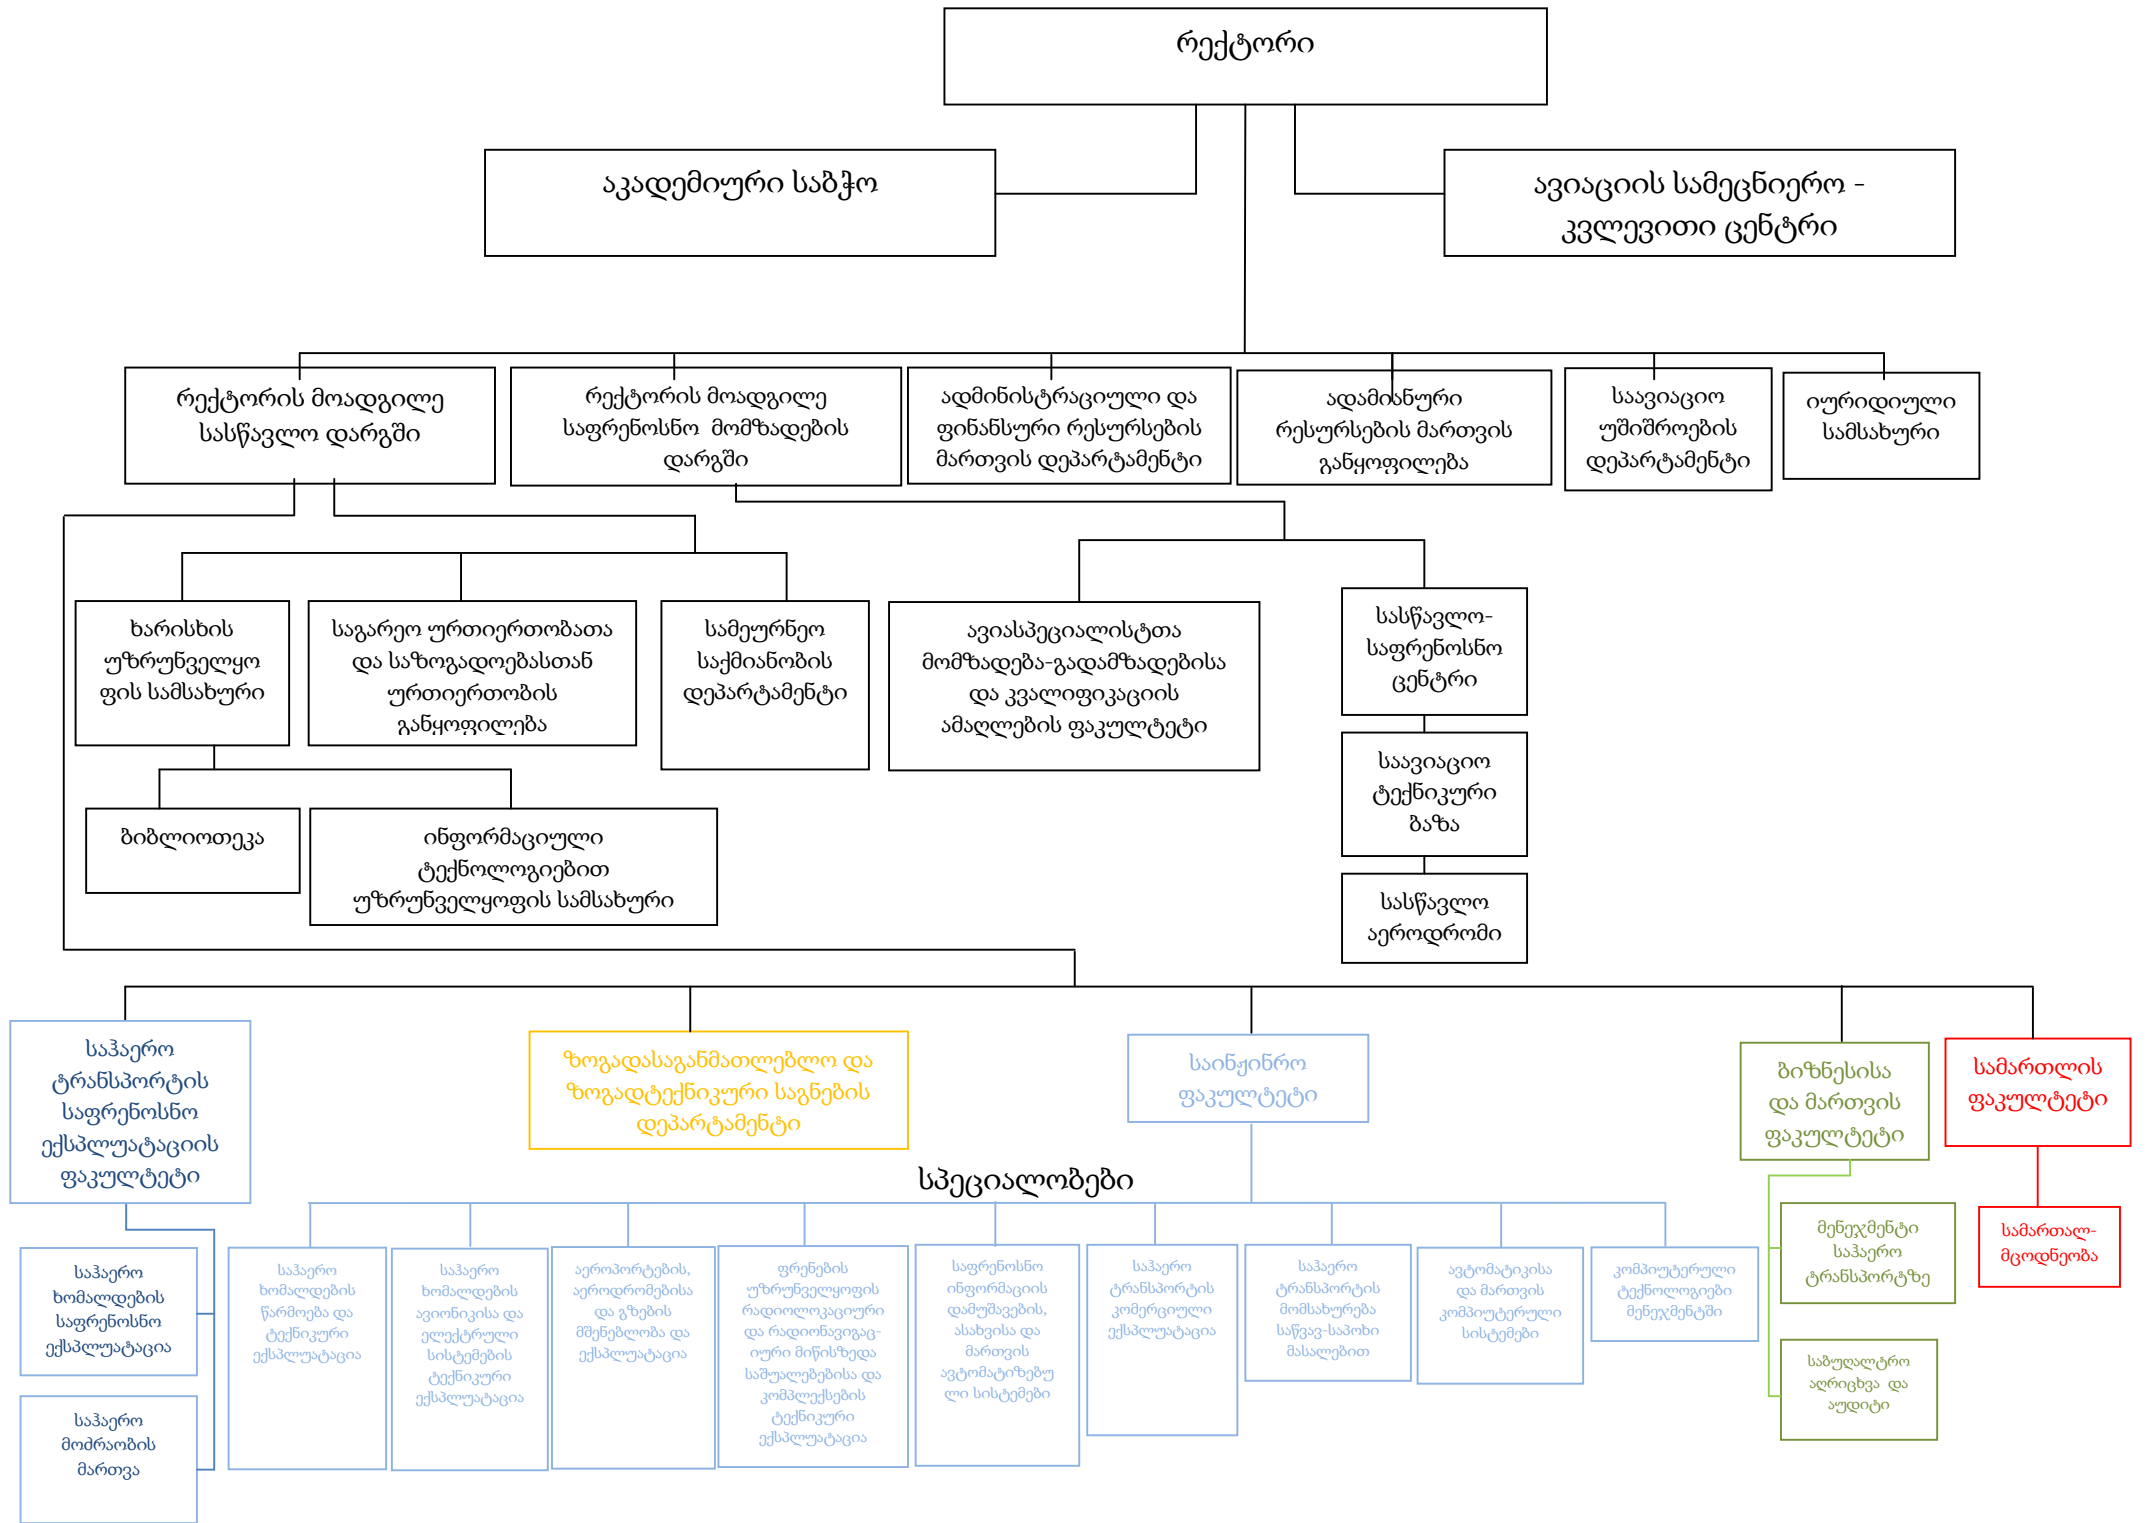 რექტორი
აკადემიური საბჭო
ავიაციის სამეცნიერო -
კვლევითი ცენტრი
რექტორის მოადგილე
სასწავლო დარგში
რექტორის მოადგილე
საფრენოსნო მომზადების
დარგში
ადმინისტრაციული და
ფინანსური რესურსების
მართვის დეპარტამენტი
ადამიანური
რესურსების მართვის
განყოფილება
საავიაციო
უშიშროების
დეპარტამენტი
იურიდიული
სამსახური
ხარისხის
უზრუნველყო
ფის სამსახური
საგარეო ურთიერთობათა
და საზოგადოებასთან
ურთიერთობის
განყოფილება
სამეურნეო
საქმიანობის
დეპარტამენტი
ავიასპეციალისტთა
მომზადება-გადამზადებისა
და კვალიფიკაციის
ამაღლების ფაკულტეტი
სასწავლო-
საფრენოსნო
ცენტრი
საავიაციო
ტექნიკური
ბაზა
სასწავლო
აეროდრომი
ბიბლიოთეკა
ინფორმაციული
ტექნოლოგიებით
უზრუნველყოფის სამსახური
საჰაერო
ტრანსპორტის
საფრენოსნო
ექსპლუატაციის
ფაკულტეტი
ზოგადასაგანმათლებლო და
ზოგადტექნიკური საგნების
დეპარტამენტი
საინჟინრო
ფაკულტეტი
ბიზნესისა
და მართვის
ფაკულტეტი
სამართლის
ფაკულტეტი
სპეციალობები
საჰაერო
ხომალდების
საფრენოსნო
ექსპლუატაცია
საჰაერო
მოძრაობის
მართვა
საჰაერო
ხომალდების
წარმოება და
ტექნიკური
ექსპლუატაცია
საჰაერო
ხომალდების
ავიონიკისა და
ელექტრული
სისტემების
ტექნიკური
ექსპლუატაცია
აეროპორტების,
აეროდრომებისა
და გზების
მშენებლობა და
ექსპლუატაცია
ფრენების
უზრუნველყოფის
რადიოლოკაციური
და რადიონავიგაც-
იური მიწისზედა
საშუალებებისა და
კომპლექსების
ტექნიკური
ექსპლუატაცია
საფრენოსნო
ინფორმაციის
დამუშავების,
ასახვისა და
მართვის
ავტომატიზებუ
ლი სისტემები
საჰაერო
ტრანსპორტის
კომერციული
ექსპლუატაცია
საჰაერო
ტრანსპორტის
მომსახურება
საწვავ-საპოხი
მასალებით
ავტომატიკისა
და მართვის
კომპიუტერული
სისტემები
კომპიუტერული
ტექნოლოგიები
მენეჯმენტში
მენეჯმენტი
საჰაერო
ტრანსპორტზე
საბუღალტრო
აღრიცხვა და
აუდიტი
სამართალ-
მცოდნეობა